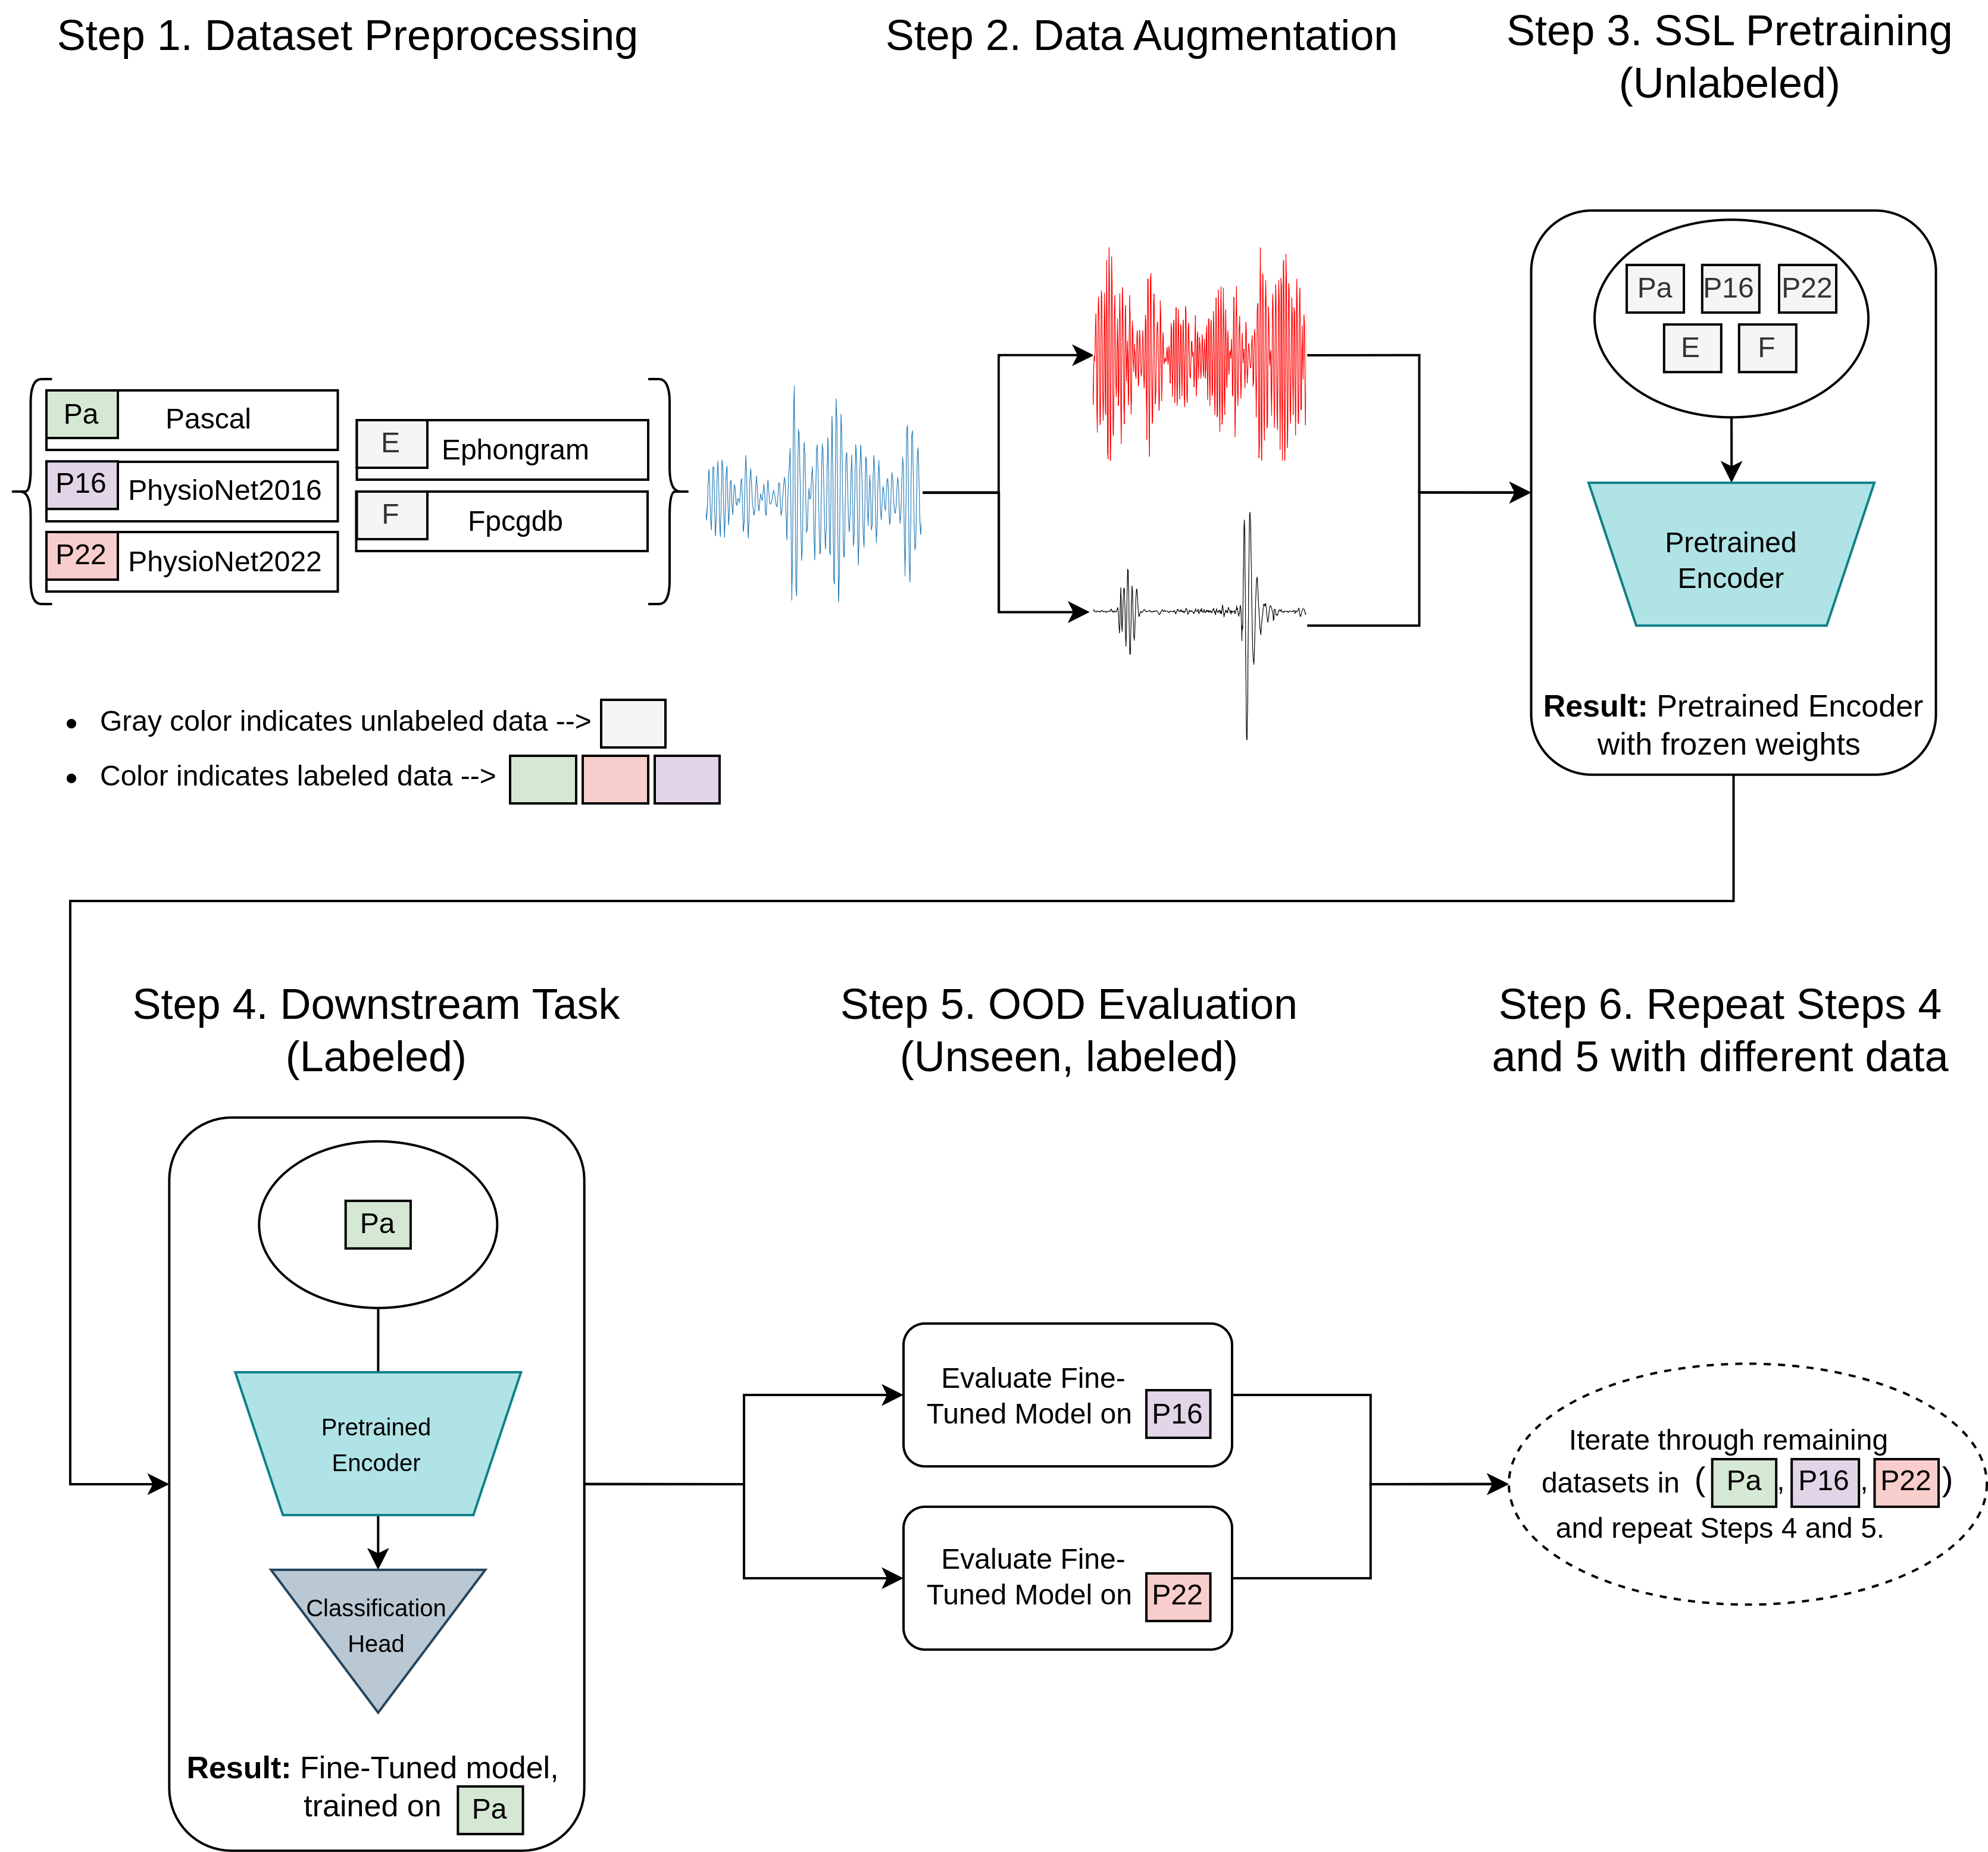 Step 1. Dataset Preprocessing
Step 2. Data Augmentation
Step 3. SSL Pretraining
(Unlabeled)
Pa
Pascal
P16
PhysioNet2016
P22
PhysioNet2022
E
Ephongram
F
Fpcgdb
Gray color indicates unlabeled data -->
Color indicates labeled data -->
Pa P16 P22
E F
Pretrained
Encoder
Result: Pretrained Encoder
with frozen weights
Step 4. Downstream Task
(Labeled)
Step 5. OOD Evaluation
(Unseen, labeled)
Step 6. Repeat Steps 4
and 5 with different data
Pa
Pretrained
Encoder
Classification
Head
Result: Fine-Tuned model,
trained on Pa
Evaluate Fine-
Tuned Model on P16
Evaluate Fine-
Tuned Model on P22
Iterate through remaining
datasets in ( Pa , P16 , P22 )
and repeat Steps 4 and 5.